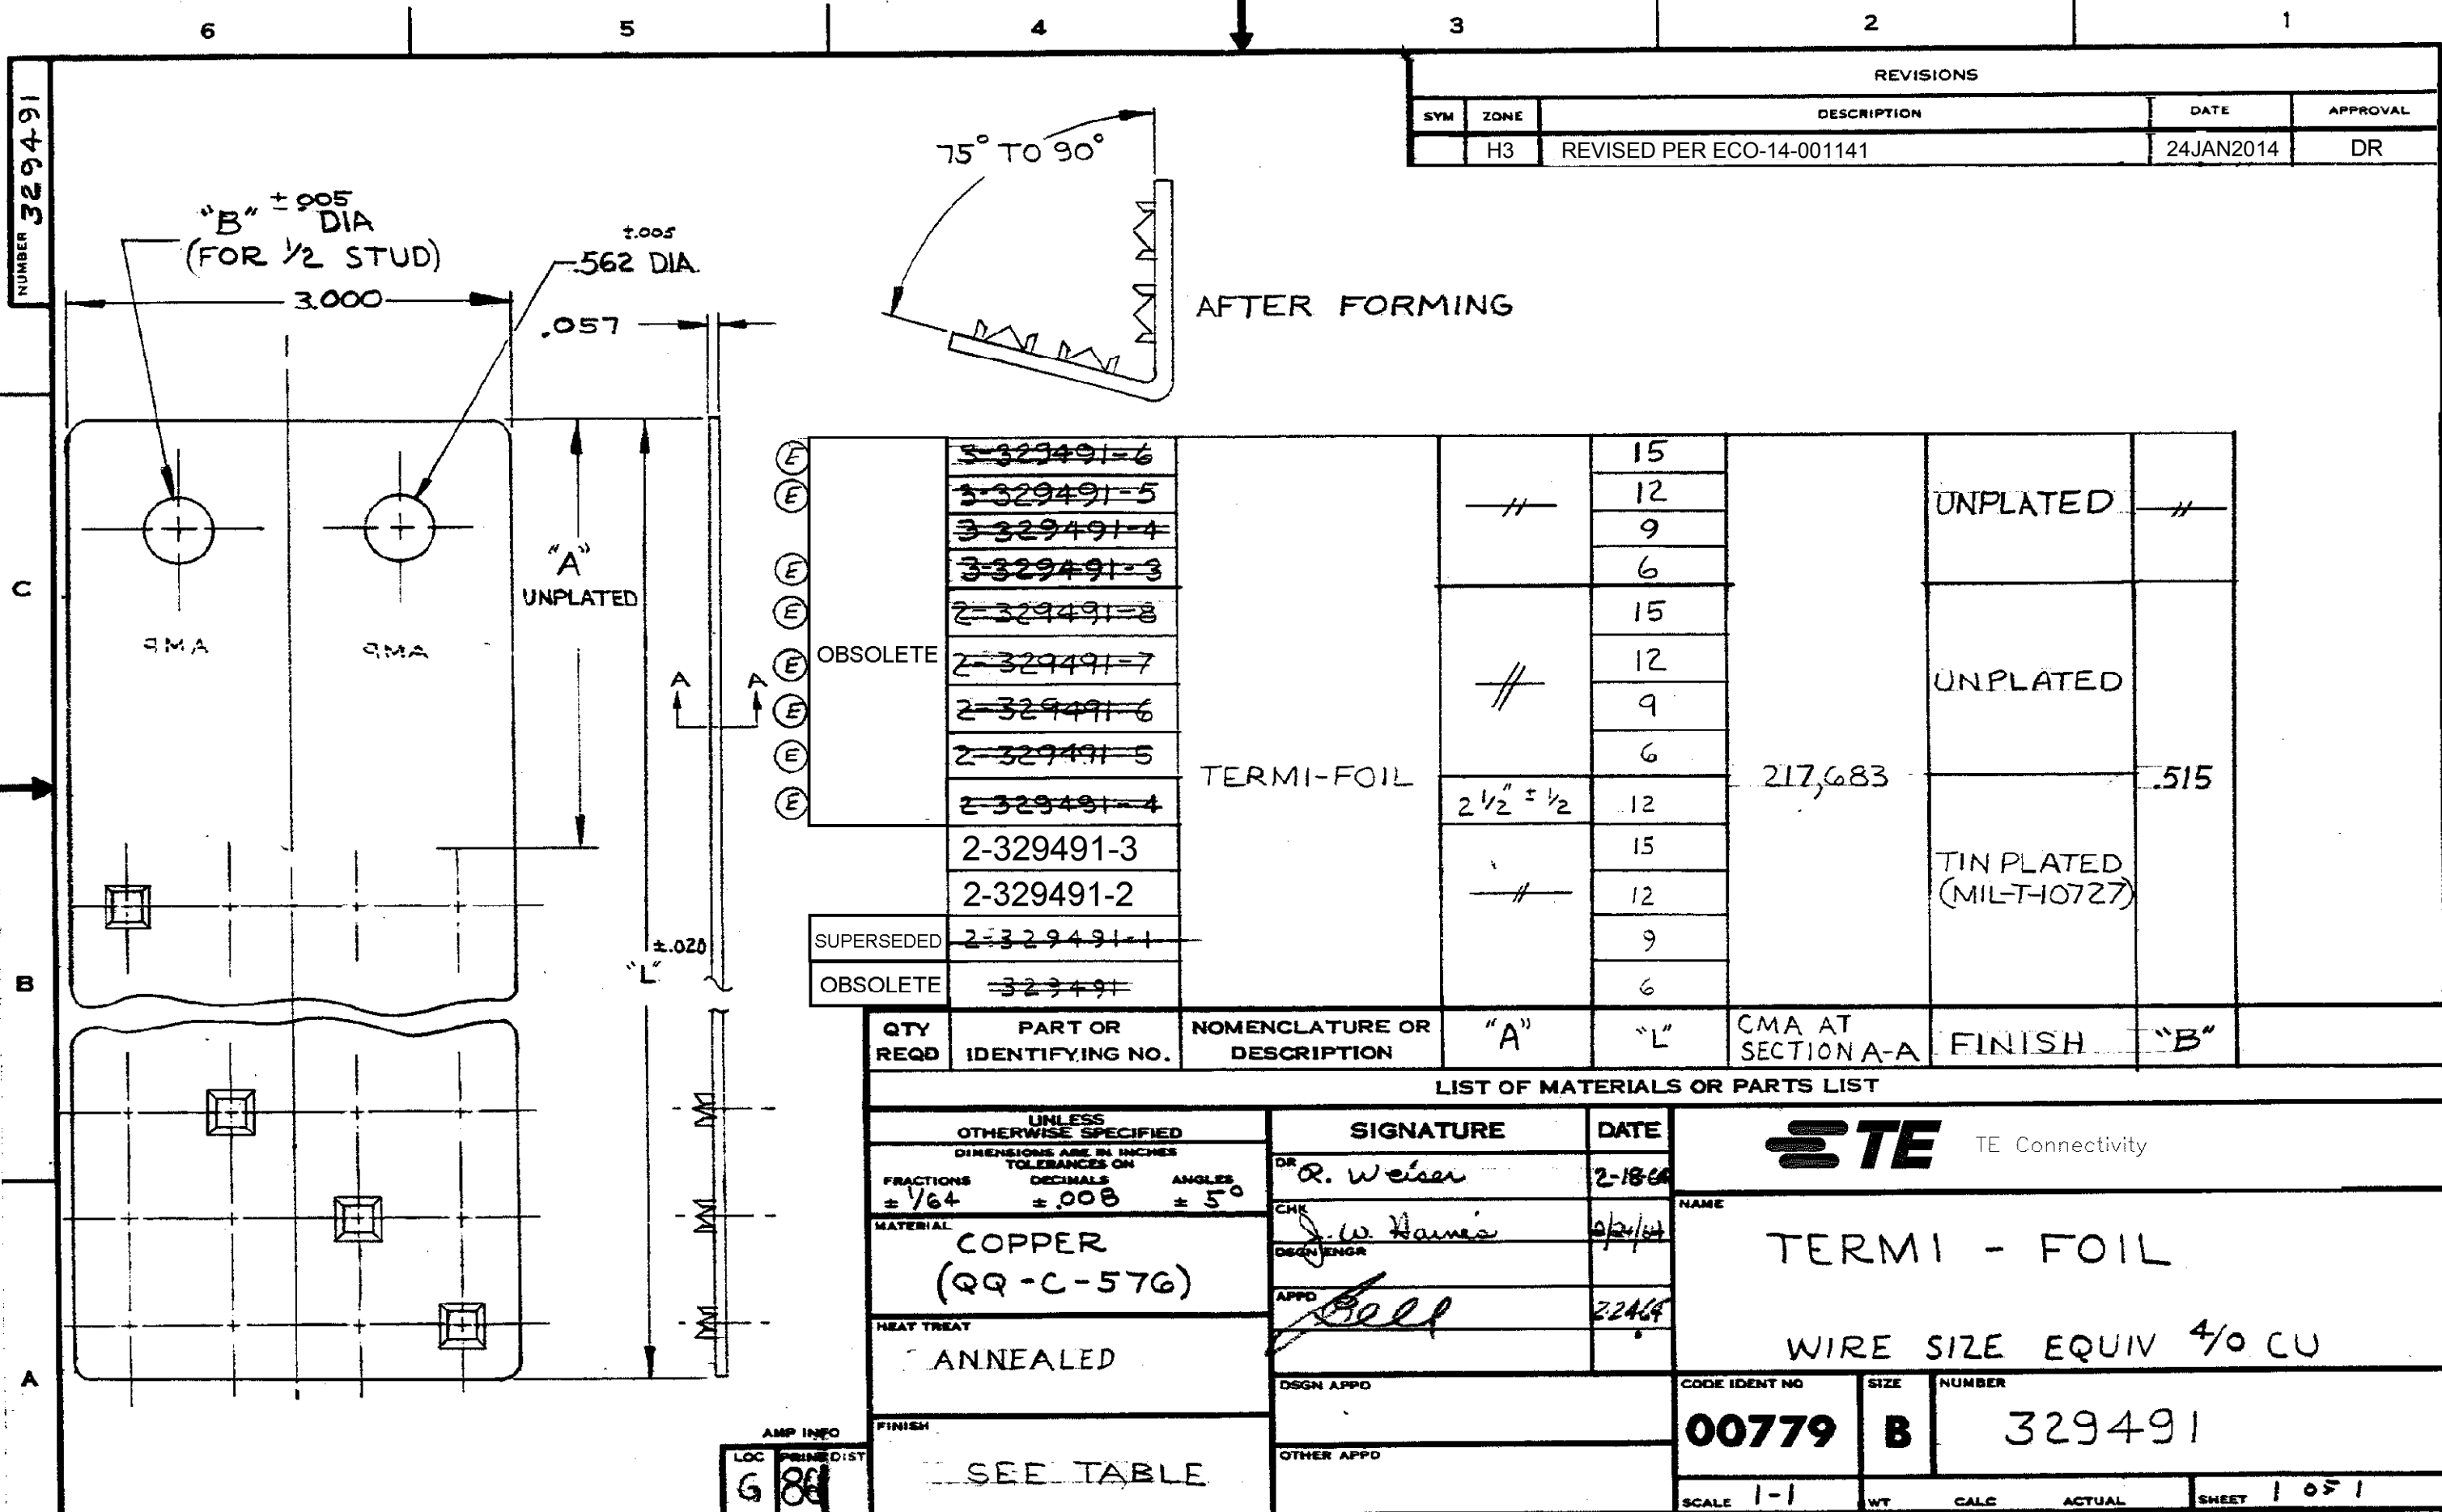 6 5 4 3 2 1
NUMBER 329491
REVISIONS
SYM ZONE DESCRIPTION DATE APPROVAL
H3 REVISED PER ECO-14-001141 24JAN2014 DR
75° TO 90°
AFTER FORMING
"B" ±.005 DIA
(FOR 1/2 STUD)
±.005
.562 DIA.
3.000
.057
"A"
UNPLATED
AMP AMP
A A
"L" ±.020
C
B
A
E 3-329491-6 15
E 3-329491-5 12 UNPLATED
3-329491-4 9
E 3-329491-3 6
E 2-329491-8 15
OBSOLETE
E 2-329491-7 12
UNPLATED
E 2-329491-6 9
E 2-329491-5 6
TERMI-FOIL 217,683 .515
E 2-329491-4 2 1/2" ± 1/2 12
2-329491-3 15
TIN PLATED
2-329491-2 12
(MIL-T-10727)
SUPERSEDED 2-329491-1 9
OBSOLETE 329491 6
QTY REQD
PART OR IDENTIFYING NO.
NOMENCLATURE OR DESCRIPTION
"A"
"L"
CMA AT SECTION A-A
FINISH
"B"
LIST OF MATERIALS OR PARTS LIST
UNLESS
OTHERWISE SPECIFIED
DIMENSIONS ARE IN INCHES
TOLERANCES ON
FRACTIONS DECIMALS ANGLES
± 1/64 ± .008 ± 5°
MATERIAL
COPPER
(QQ-C-576)
HEAT TREAT
ANNEALED
FINISH
SEE TABLE
AMP INFO
LOC PRINT DIST
G
SIGNATURE DATE
DR R. Weiser
CHK J. W. Haines
DSGN ENGR
APPD Bell
DSGN APPD
OTHER APPD
TE TE Connectivity
NAME
TERMI - FOIL
WIRE SIZE EQUIV 4/0 CU
CODE IDENT NO SIZE NUMBER
00779 B 329491
SCALE 1-1 WT CALC ACTUAL SHEET 1 OF 1